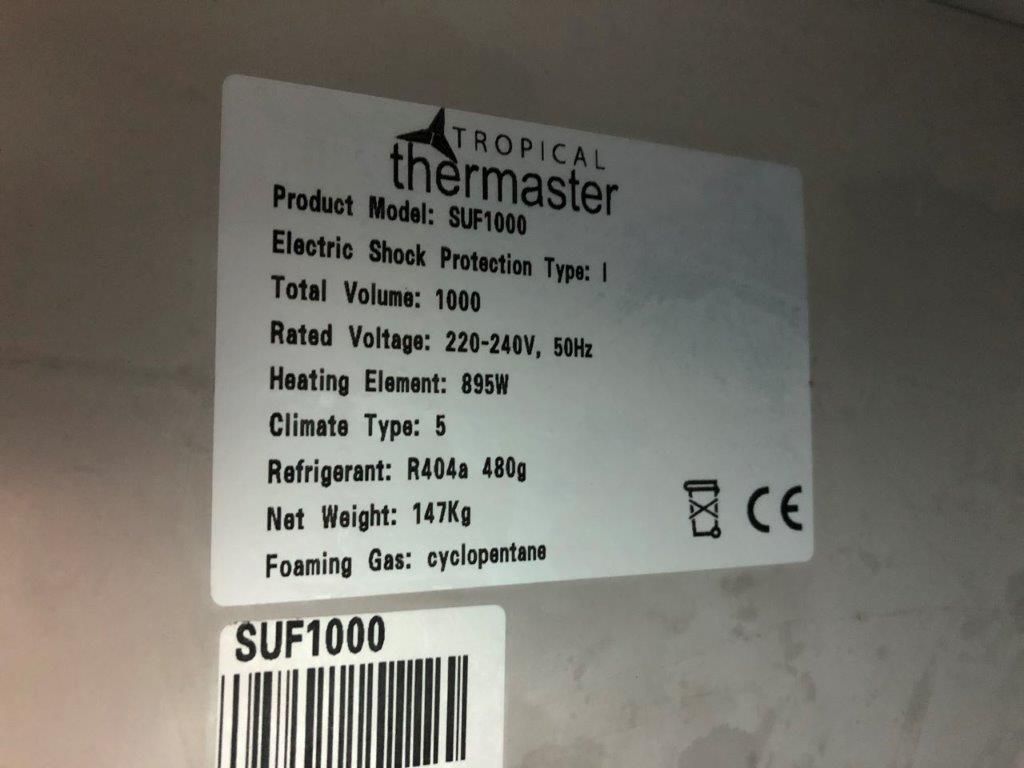 TROPICAL
thermaster
Product Model: SUF1000
Electric Shock Protection Type: I
Total Volume: 1000
Rated Voltage: 220-240V, 50Hz
Heating Element: 895W
Climate Type: 5
Refrigerant: R404a 480g
Net Weight: 147Kg
Foaming Gas: cyclopentane
CE
SUF1000